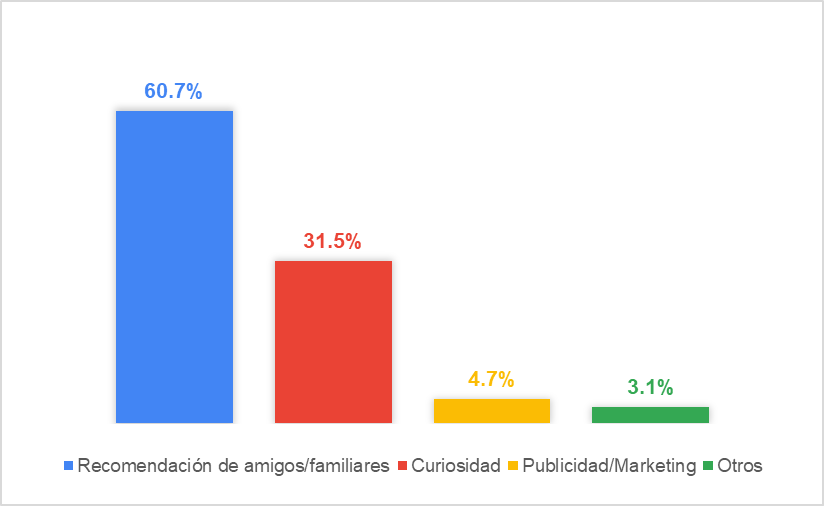 60.7%
31.5%
4.7%
3.1%
Recomendación de amigos/familiares Curiosidad Publicidad/Marketing Otros